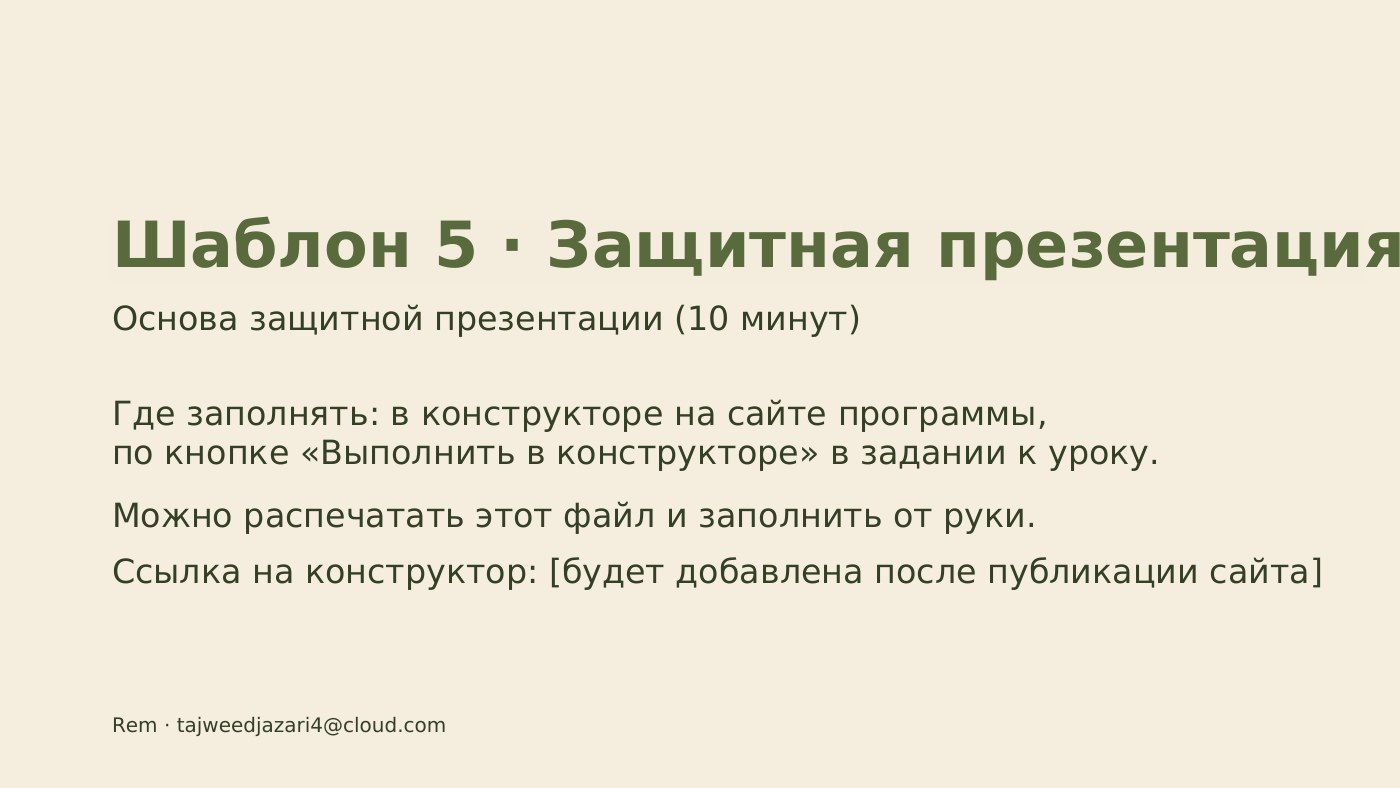 Шаблон 5 · Защитная презентация
Основа защитной презентации (10 минут)
Где заполнять: в конструкторе на сайте программы,
по кнопке «Выполнить в конструкторе» в задании к уроку.
Можно распечатать этот файл и заполнить от руки.
Ссылка на конструктор: [будет добавлена после публикации сайта]
Rem · tajweedjazari4@cloud.com